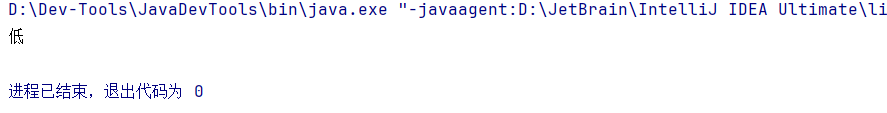 D:\Dev-Tools\JavaDevTools\bin\java.exe "-javaagent:D:\JetBrain\IntelliJ IDEA Ultimate\li
低
进程已结束，退出代码为 0